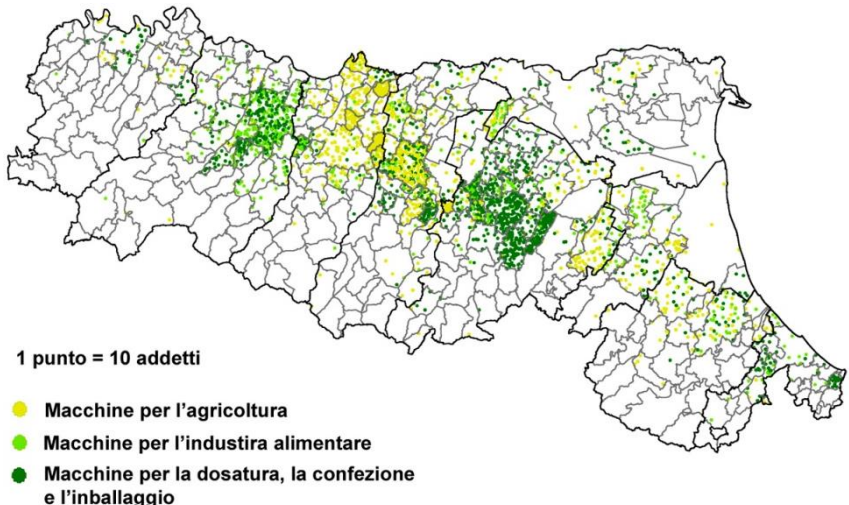 1 punto = 10 addetti
Macchine per l'agricoltura
Macchine per l'industira alimentare
Macchine per la dosatura, la confezione
e l'inballaggio